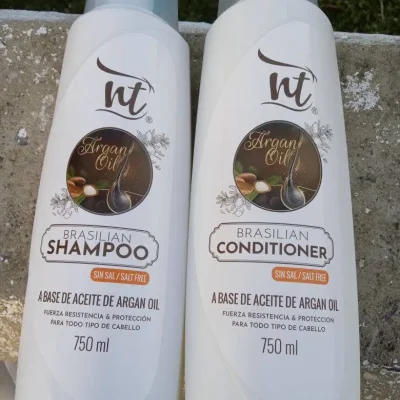 nt
®
Argan
Oil
BRASILIAN
SHAMPOO
SIN SAL / SALT FREE
A BASE DE ACEITE DE ARGAN OIL
FUERZA RESISTENCIA & PROTECCIÓN
PARA TODO TIPO DE CABELLO
750 ml
nt
®
Argan
Oil
BRASILIAN
CONDITIONER
SIN SAL / SALT FREE
A BASE DE ACEITE DE ARGAN OIL
FUERZA RESISTENCIA & PROTECCIÓN
PARA TODO TIPO DE CABELLO
750 ml